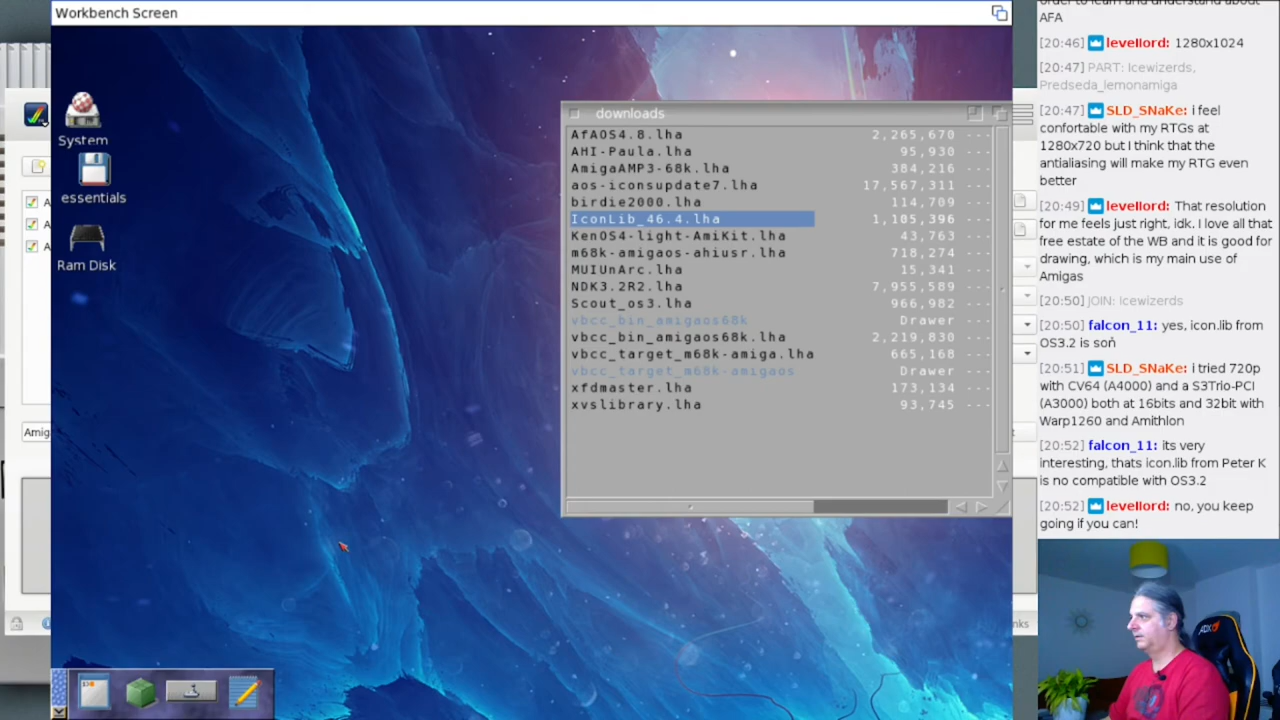 Workbench Screen
System
essentials
Ram Disk
Amig
downloads
AfAOS4.8.lha 2,265,670 ---
AHI-Paula.lha 95,930 ---
AmigaAMP3-68k.lha 384,216 ---
aos-iconsupdate7.lha 17,567,311 ---
birdie2000.lha 114,709 ---
IconLib_46.4.lha 1,105,396 ---
KenOS4-light-AmiKit.lha 43,763 ---
m68k-amigaos-ahiusr.lha 718,274 ---
MUIUnArc.lha 15,341 ---
NDK3.2R2.lha 7,955,589 ---
Scout_os3.lha 966,982 ---
vbcc_bin_amigaos68k Drawer ---
vbcc_bin_amigaos68k.lha 2,219,830 ---
vbcc_target_m68k-amiga.lha 665,168 ---
vbcc_target_m68k-amigaos Drawer ---
xfdmaster.lha 173,134 ---
xvslibrary.lha 93,745 ---
nks
order to learn and understand about
AFA
[20:46] levellord: 1280x1024
[20:47] PART: Icewizerds,
Predseda_lemonamiga
[20:47] SLD_SNaKe: i feel
confortable with my RTGs at
1280x720 but I think that the
antialiasing will make my RTG even
better
[20:49] levellord: That resolution
for me feels just right, idk. I love all that
free estate of the WB and it is good for
drawing, which is my main use of
Amigas
[20:50] JOIN: Icewizerds
[20:50] falcon_11: yes, icon.lib from
OS3.2 is soń
[20:51] SLD_SNaKe: i tried 720p
with CV64 (A4000) and a S3Trio-PCI
(A3000) both at 16bits and 32bit with
Warp1260 and Amithlon
[20:52] falcon_11: its very
interesting, thats icon.lib from Peter K
is no compatible with OS3.2
[20:52] levellord: no, you keep
going if you can!